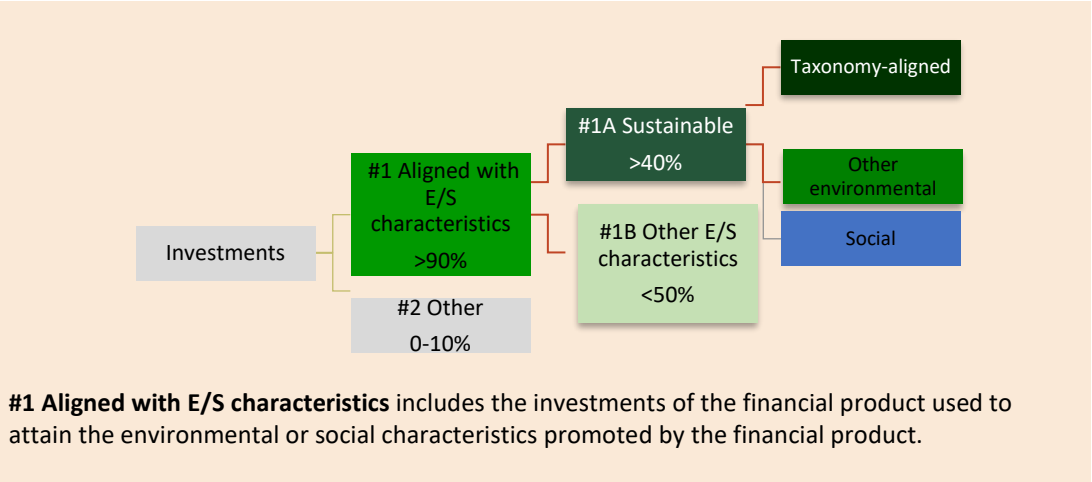 Investments
#1 Aligned with
E/S
characteristics
>90%
#2 Other
0-10%
#1A Sustainable
>40%
#1B Other E/S
characteristics
<50%
Taxonomy-aligned
Other
environmental
Social
#1 Aligned with E/S characteristics includes the investments of the financial product used to
attain the environmental or social characteristics promoted by the financial product.